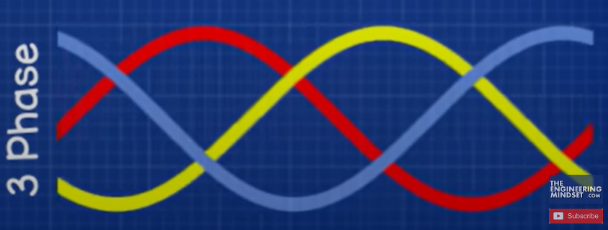 3 Phase
THE
ENGINEERING
MINDSET .COM
Subscribe